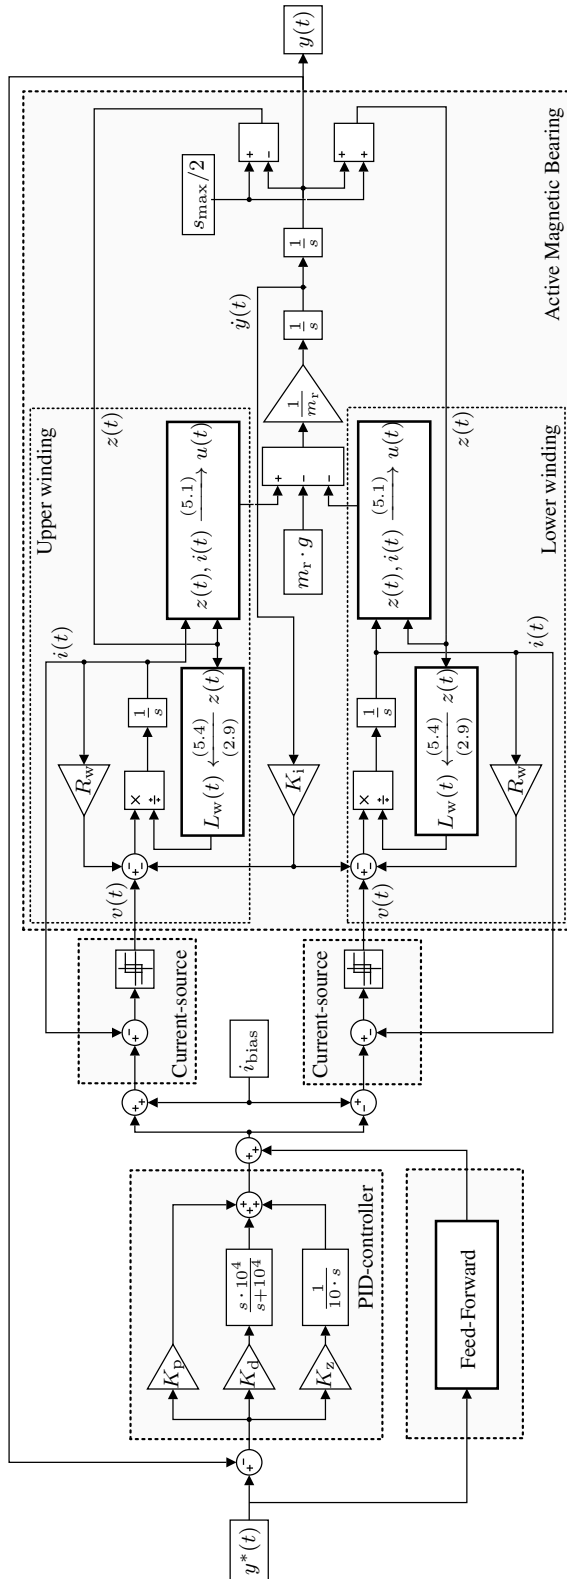 y*(t)
K_p
K_d
K_z
s · 10^4
s+10^4
1
10 · s
PID-controller
Feed-Forward
i_bias
Current-source
Current-source
v(t)
R_w
× ÷
1/s
L_w(t) ⟵ z(t)
(5.4)
(2.9)
i(t)
z(t), i(t) ⟶ u(t)
(5.1)
Upper winding
z(t)
K_i
ẏ(t)
m_r · g
1/m_r
1/s
1/s
s_max/2
y(t)
v(t)
R_w
× ÷
1/s
L_w(t) ⟵ z(t)
(5.4)
(2.9)
i(t)
z(t), i(t) ⟶ u(t)
(5.1)
Lower winding
z(t)
Active Magnetic Bearing